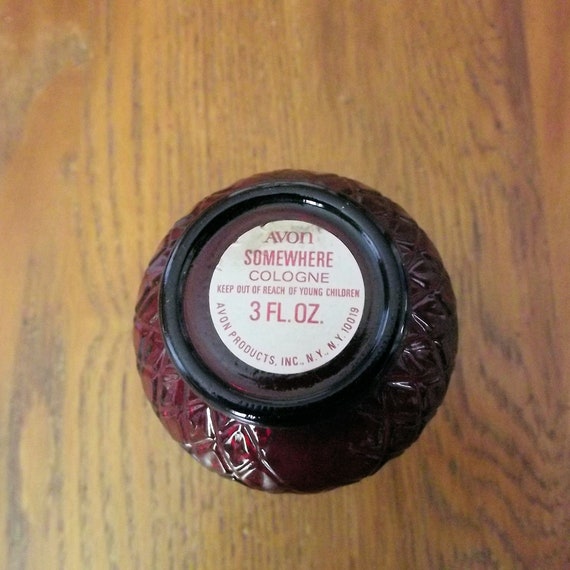 AVON
SOMEWHERE
COLOGNE
KEEP OUT OF REACH OF YOUNG CHILDREN
3 FL. OZ.
AVON PRODUCTS, INC., N.Y., N.Y. 10019